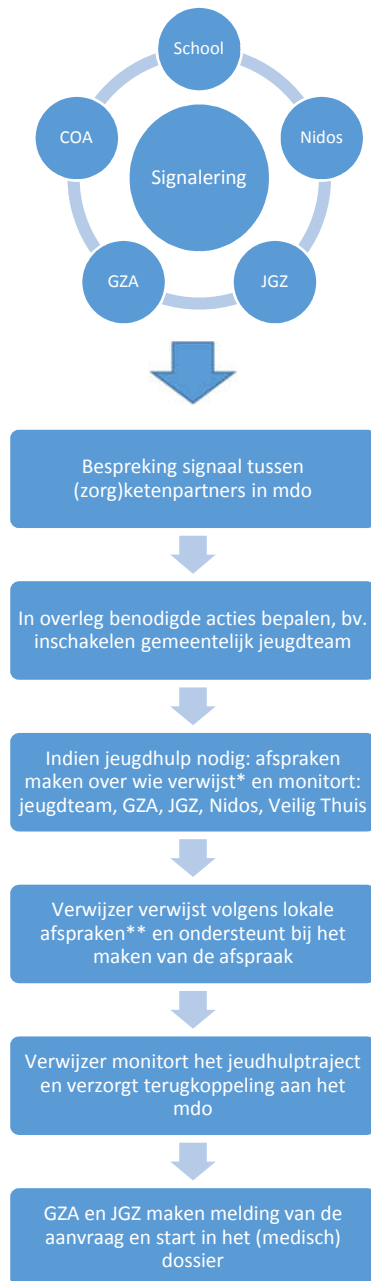 School
COA
Nidos
Signalering
GZA
JGZ
Bespreking signaal tussen
(zorg)ketenpartners in mdo
In overleg benodigde acties bepalen, bv.
inschakelen gemeentelijk jeugdteam
Indien jeugdhulp nodig: afspraken
maken over wie verwijst* en monitort:
jeugdteam, GZA, JGZ, Nidos, Veilig Thuis
Verwijzer verwijst volgens lokale
afspraken** en ondersteunt bij het
maken van de afspraak
Verwijzer monitort het jeudhulptraject
en verzorgt terugkoppeling aan het
mdo
GZA en JGZ maken melding van de
aanvraag en start in het (medisch)
dossier